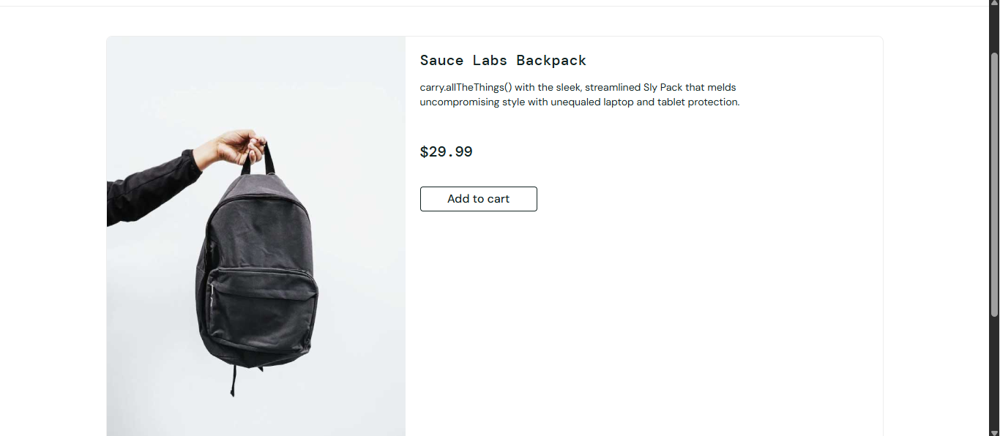 Sauce Labs Backpack
carry.allTheThings() with the sleek, streamlined Sly Pack that melds
uncompromising style with unequaled laptop and tablet protection.
$29.99
Add to cart